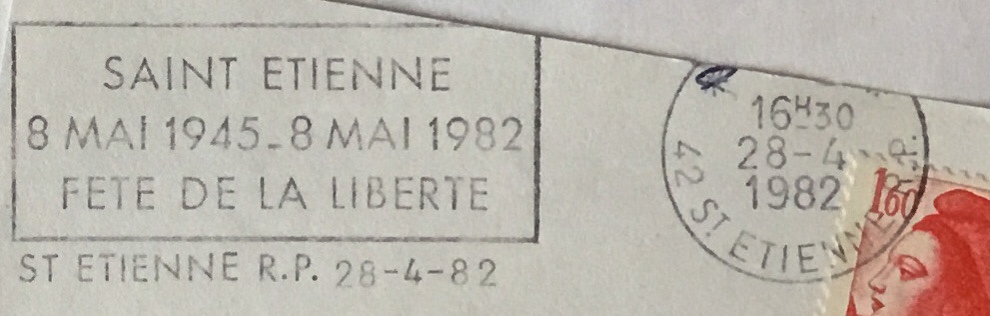 SAINT ETIENNE
8 MAI 1945-8 MAI 1982
FETE DE LA LIBERTE
ST ETIENNE R.P. 28-4-82
16H30
28-4
1982
42 ST ETIENNE R.P.
1,60